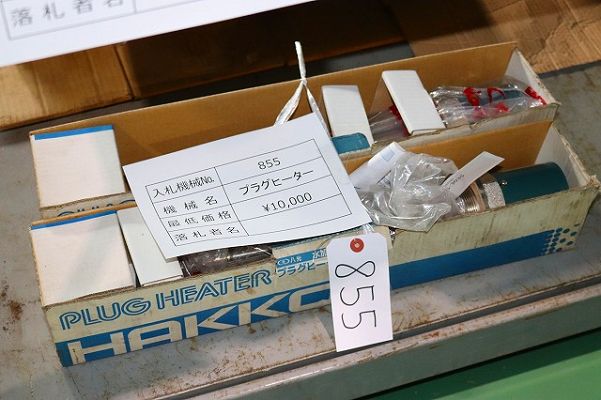 落札者名
入札機械No. 855
機械名 プラグヒーター
最低価格 ¥10,000
落札者名
PLUG HEATER
プラグヒー
HAKKO
855